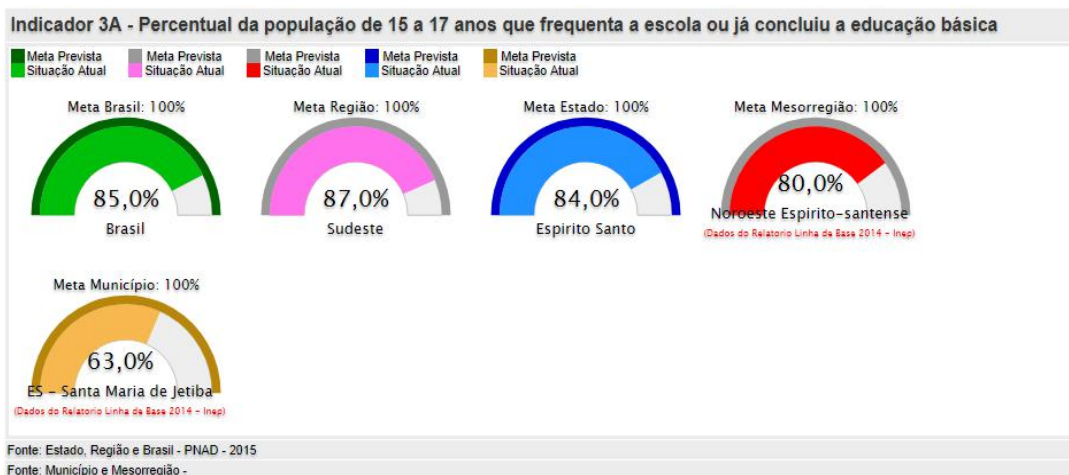 Indicador 3A - Percentual da população de 15 a 17 anos que frequenta a escola ou já concluiu a educação básica
Meta Prevista Meta Prevista Meta Prevista Meta Prevista Meta Prevista
Situação Atual Situação Atual Situação Atual Situação Atual Situação Atual
Meta Brasil: 100%
85,0%
Brasil
Meta Região: 100%
87,0%
Sudeste
Meta Estado: 100%
84,0%
Espirito Santo
Meta Mesorregião: 100%
80,0%
Noroeste Espirito-santense
(Dados do Relatorio Linha de Base 2014 - Inep)
Meta Município: 100%
63,0%
ES - Santa Maria de Jetiba
(Dados do Relatorio Linha de Base 2014 - Inep)
Fonte: Estado, Região e Brasil - PNAD - 2015
Fonte: Município e Mesorregião -